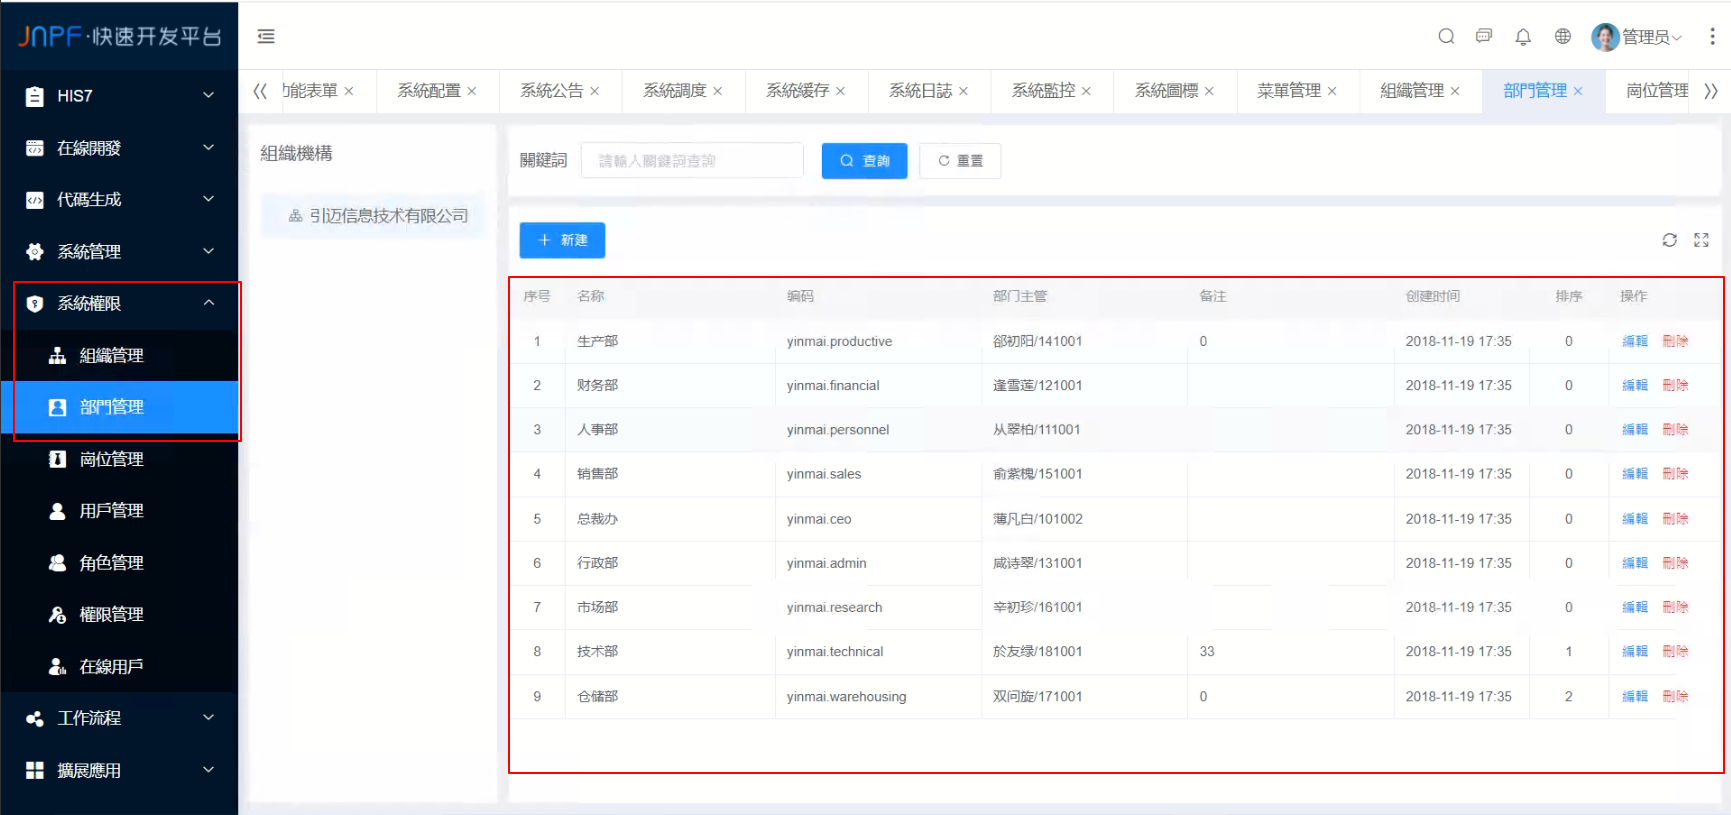 JNPF·快速开发平台
管理员
HIS7
在線開發
代碼生成
系統管理
系統權限
組織管理
部門管理
崗位管理
用戶管理
角色管理
權限管理
在線用戶
工作流程
擴展應用
功能表單 × 系統配置 × 系統公告 × 系統調度 × 系統緩存 × 系統日誌 × 系統監控 × 系統圖標 × 菜單管理 × 組織管理 × 部門管理 × 崗位管理
組織機構
引迈信息技术有限公司
關鍵詞 請輸入關鍵詞查詢 查詢 重置
新建
序号 名称 编码 部门主管 备注 创建时间 排序 操作
1 生产部 yinmai.productive 郤初阳/141001 0 2018-11-19 17:35 0 編輯 刪除
2 财务部 yinmai.financial 逢雪莲/121001 2018-11-19 17:35 0 編輯 刪除
3 人事部 yinmai.personnel 从翠柏/111001 2018-11-19 17:35 0 編輯 刪除
4 销售部 yinmai.sales 俞紫槐/151001 2018-11-19 17:35 0 編輯 刪除
5 总裁办 yinmai.ceo 薄凡白/101002 2018-11-19 17:35 0 編輯 刪除
6 行政部 yinmai.admin 咸诗翠/131001 2018-11-19 17:35 0 編輯 刪除
7 市场部 yinmai.research 辛初珍/161001 2018-11-19 17:35 0 編輯 刪除
8 技术部 yinmai.technical 於友绿/181001 33 2018-11-19 17:35 1 編輯 刪除
9 仓储部 yinmai.warehousing 双问旋/171001 0 2018-11-19 17:35 2 編輯 刪除